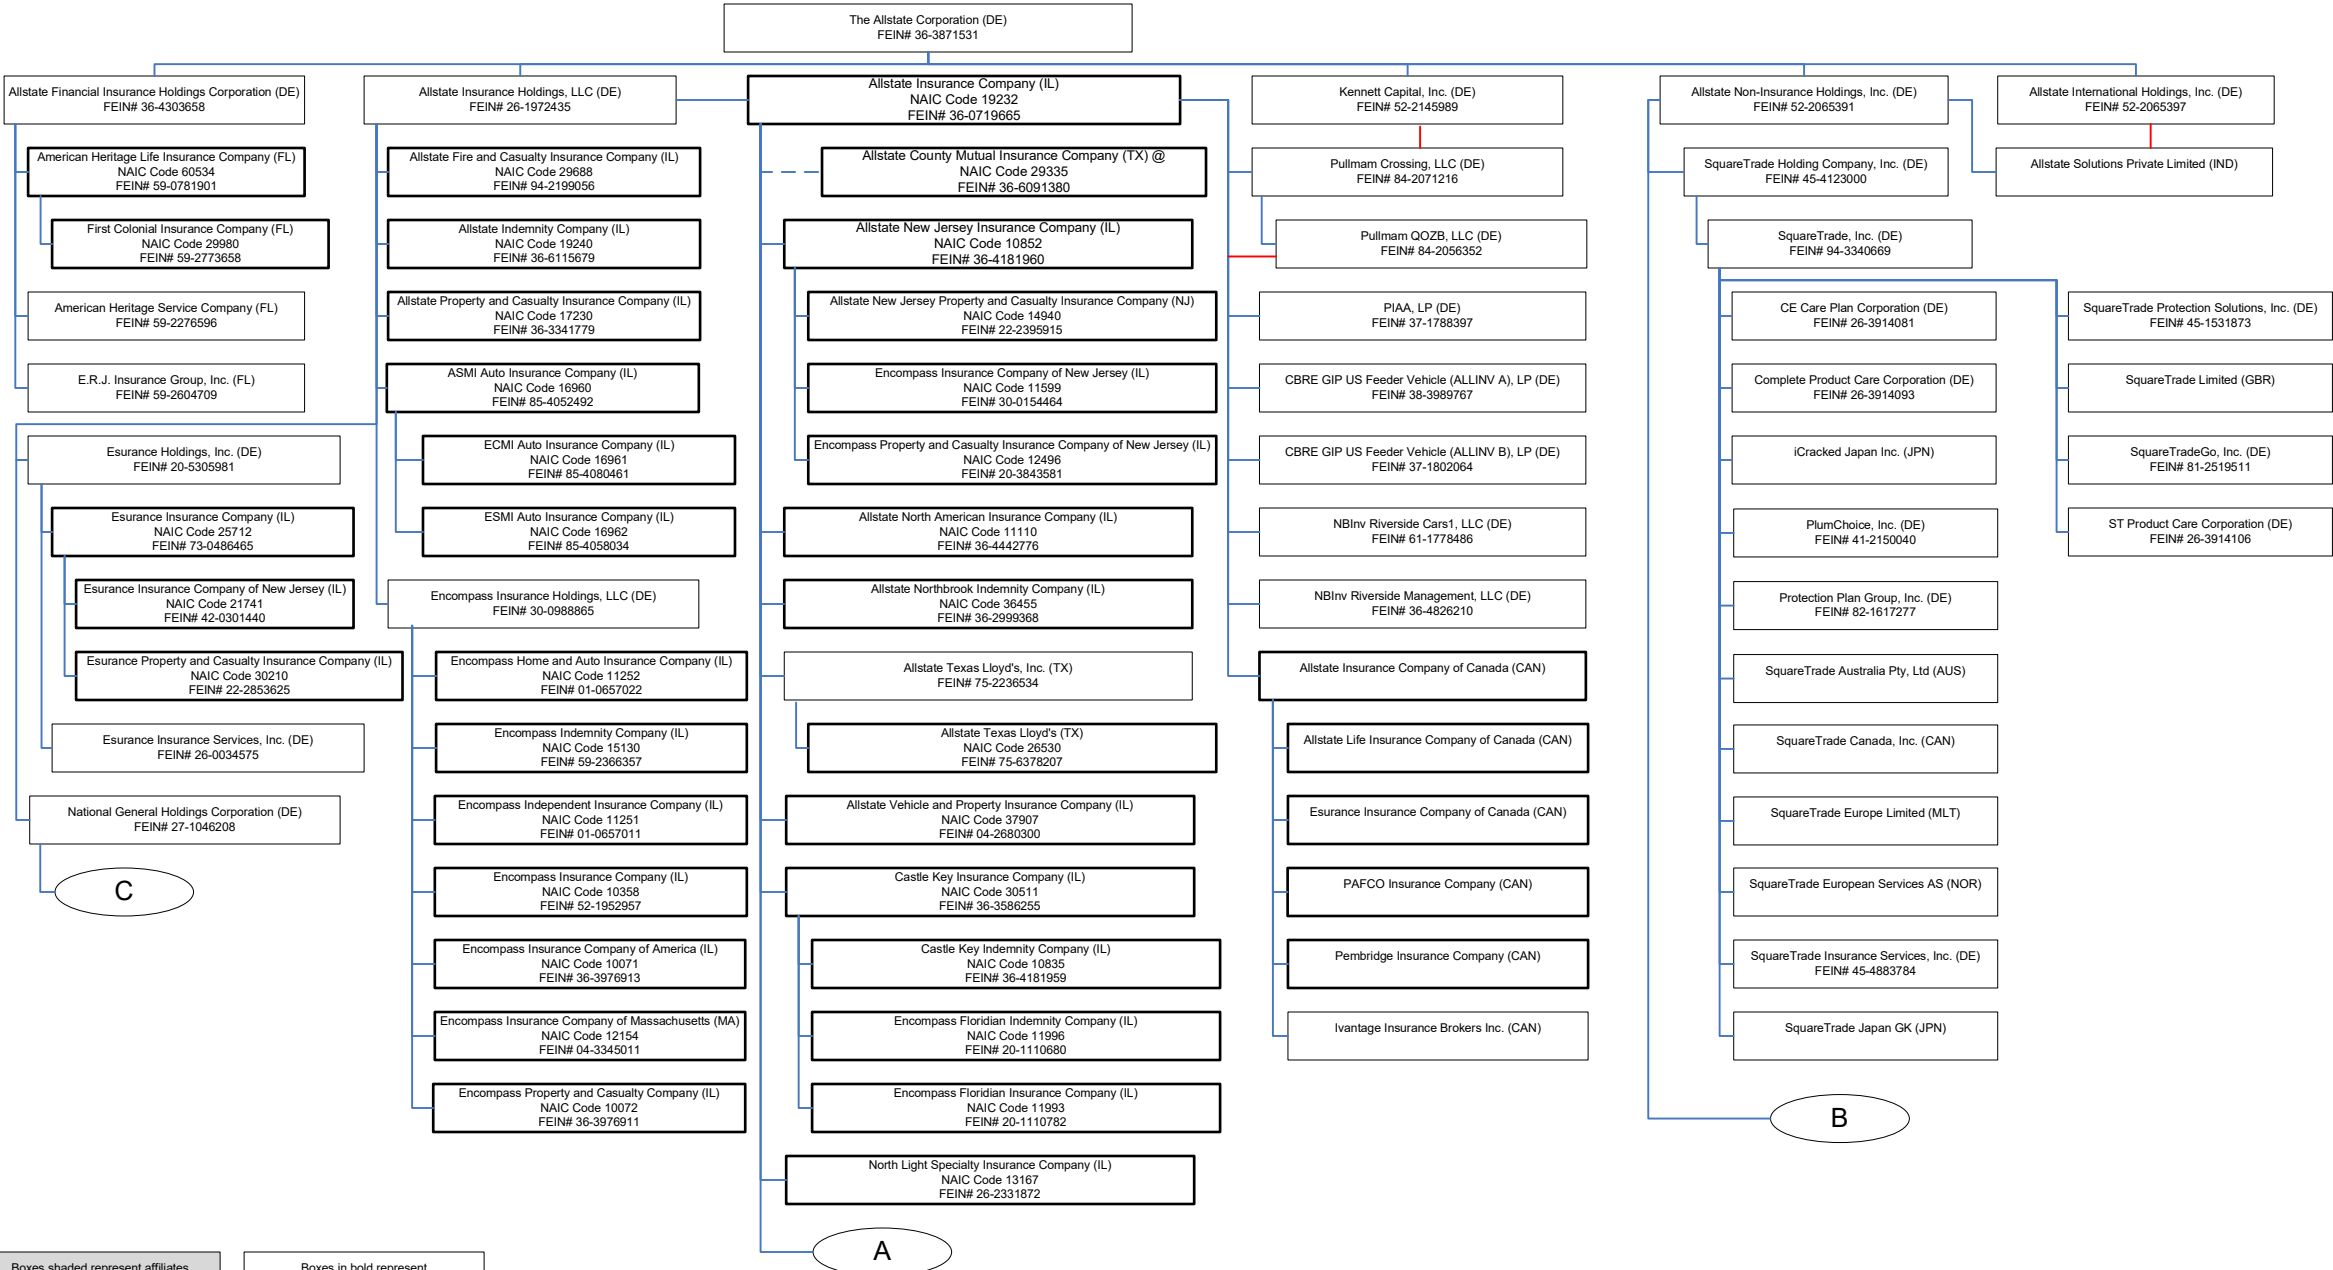 The Allstate Corporation (DE)
FEIN# 36-3871531
Allstate Financial Insurance Holdings Corporation (DE)
FEIN# 36-4303658
American Heritage Life Insurance Company (FL)
NAIC Code 60534
FEIN# 59-0781901
First Colonial Insurance Company (FL)
NAIC Code 29980
FEIN# 59-2773658
American Heritage Service Company (FL)
FEIN# 59-2276596
E.R.J. Insurance Group, Inc. (FL)
FEIN# 59-2604709
Allstate Insurance Holdings, LLC (DE)
FEIN# 26-1972435
Allstate Fire and Casualty Insurance Company (IL)
NAIC Code 29688
FEIN# 94-2199056
Allstate Indemnity Company (IL)
NAIC Code 19240
FEIN# 36-6115679
Allstate Property and Casualty Insurance Company (IL)
NAIC Code 17230
FEIN# 36-3341779
ASMI Auto Insurance Company (IL)
NAIC Code 16960
FEIN# 85-4052492
ECMI Auto Insurance Company (IL)
NAIC Code 16961
FEIN# 85-4080461
ESMI Auto Insurance Company (IL)
NAIC Code 16962
FEIN# 85-4058034
Encompass Insurance Holdings, LLC (DE)
FEIN# 30-0988865
Encompass Home and Auto Insurance Company (IL)
NAIC Code 11252
FEIN# 01-0657022
Encompass Indemnity Company (IL)
NAIC Code 15130
FEIN# 59-2366357
Encompass Independent Insurance Company (IL)
NAIC Code 11251
FEIN# 01-0657011
Encompass Insurance Company (IL)
NAIC Code 10358
FEIN# 52-1952957
Encompass Insurance Company of America (IL)
NAIC Code 10071
FEIN# 36-3976913
Encompass Insurance Company of Massachusetts (MA)
NAIC Code 12154
FEIN# 04-3345011
Encompass Property and Casualty Company (IL)
NAIC Code 10072
FEIN# 36-3976911
Esurance Holdings, Inc. (DE)
FEIN# 20-5305981
Esurance Insurance Company (IL)
NAIC Code 25712
FEIN# 73-0486465
Esurance Insurance Company of New Jersey (IL)
NAIC Code 21741
FEIN# 42-0301440
Esurance Property and Casualty Insurance Company (IL)
NAIC Code 30210
FEIN# 22-2853625
Esurance Insurance Services, Inc. (DE)
FEIN# 26-0034575
National General Holdings Corporation (DE)
FEIN# 27-1046208
C
Allstate Insurance Company (IL)
NAIC Code 19232
FEIN# 36-0719665
Allstate County Mutual Insurance Company (TX) @
NAIC Code 29335
FEIN# 36-6091380
Allstate New Jersey Insurance Company (IL)
NAIC Code 10852
FEIN# 36-4181960
Allstate New Jersey Property and Casualty Insurance Company (NJ)
NAIC Code 14940
FEIN# 22-2395915
Encompass Insurance Company of New Jersey (IL)
NAIC Code 11599
FEIN# 30-0154464
Encompass Property and Casualty Insurance Company of New Jersey (IL)
NAIC Code 12496
FEIN# 20-3843581
Allstate North American Insurance Company (IL)
NAIC Code 11110
FEIN# 36-4442776
Allstate Northbrook Indemnity Company (IL)
NAIC Code 36455
FEIN# 36-2999368
Allstate Texas Lloyd's, Inc. (TX)
FEIN# 75-2236534
Allstate Texas Lloyd's (TX)
NAIC Code 26530
FEIN# 75-6378207
Allstate Vehicle and Property Insurance Company (IL)
NAIC Code 37907
FEIN# 04-2680300
Castle Key Insurance Company (IL)
NAIC Code 30511
FEIN# 36-3586255
Castle Key Indemnity Company (IL)
NAIC Code 10835
FEIN# 36-4181959
Encompass Floridian Indemnity Company (IL)
NAIC Code 11996
FEIN# 20-1110680
Encompass Floridian Insurance Company (IL)
NAIC Code 11993
FEIN# 20-1110782
North Light Specialty Insurance Company (IL)
NAIC Code 13167
FEIN# 26-2331872
A
Kennett Capital, Inc. (DE)
FEIN# 52-2145989
Pullmam Crossing, LLC (DE)
FEIN# 84-2071216
Pullmam QOZB, LLC (DE)
FEIN# 84-2056352
PIAA, LP (DE)
FEIN# 37-1788397
CBRE GIP US Feeder Vehicle (ALLINV A), LP (DE)
FEIN# 38-3989767
CBRE GIP US Feeder Vehicle (ALLINV B), LP (DE)
FEIN# 37-1802064
NBInv Riverside Cars1, LLC (DE)
FEIN# 61-1778486
NBInv Riverside Management, LLC (DE)
FEIN# 36-4826210
Allstate Insurance Company of Canada (CAN)
Allstate Life Insurance Company of Canada (CAN)
Esurance Insurance Company of Canada (CAN)
PAFCO Insurance Company (CAN)
Pembridge Insurance Company (CAN)
Ivantage Insurance Brokers Inc. (CAN)
Allstate Non-Insurance Holdings, Inc. (DE)
FEIN# 52-2065391
SquareTrade Holding Company, Inc. (DE)
FEIN# 45-4123000
SquareTrade, Inc. (DE)
FEIN# 94-3340669
CE Care Plan Corporation (DE)
FEIN# 26-3914081
Complete Product Care Corporation (DE)
FEIN# 26-3914093
iCracked Japan Inc. (JPN)
PlumChoice, Inc. (DE)
FEIN# 41-2150040
Protection Plan Group, Inc. (DE)
FEIN# 82-1617277
SquareTrade Australia Pty, Ltd (AUS)
SquareTrade Canada, Inc. (CAN)
SquareTrade Europe Limited (MLT)
SquareTrade European Services AS (NOR)
SquareTrade Insurance Services, Inc. (DE)
FEIN# 45-4883784
SquareTrade Japan GK (JPN)
B
Allstate International Holdings, Inc. (DE)
FEIN# 52-2065397
Allstate Solutions Private Limited (IND)
SquareTrade Protection Solutions, Inc. (DE)
FEIN# 45-1531873
SquareTrade Limited (GBR)
SquareTradeGo, Inc. (DE)
FEIN# 81-2519511
ST Product Care Corporation (DE)
FEIN# 26-3914106
Boxes shaded represent affiliates
Boxes in bold represent